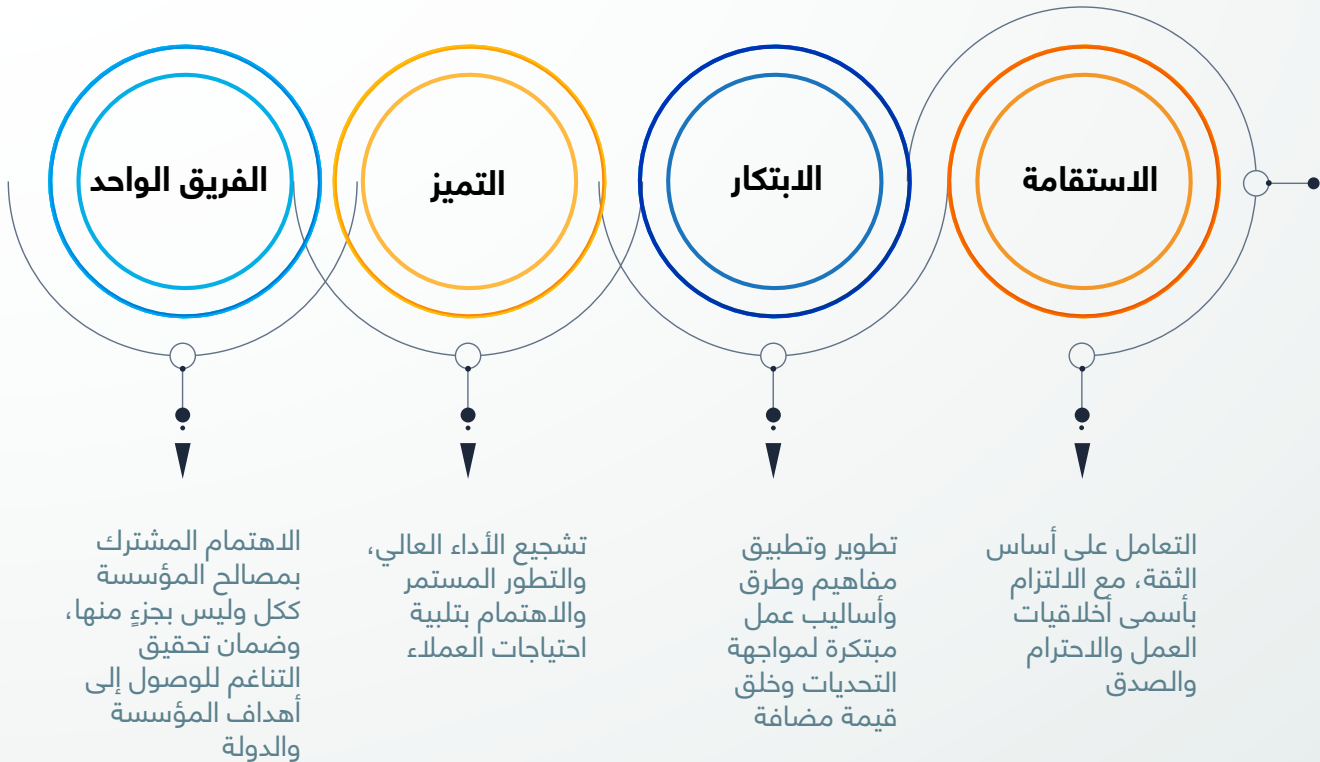 الاستقامة
التعامل على أساس
الثقة، مع الالتزام
بأسمى أخلاقيات
العمل والاحترام
والصدق
الابتكار
تطوير وتطبيق
مفاهيم وطرق
وأساليب عمل
مبتكرة لمواجهة
التحديات وخلق
قيمة مضافة
التميز
تشجيع الأداء العالي،
والتطور المستمر
والاهتمام بتلبية
احتياجات العملاء
الفريق الواحد
الاهتمام المشترك
بمصالح المؤسسة
ككل وليس بجزءٍ منها،
وضمان تحقيق
التناغم للوصول إلى
أهداف المؤسسة
والدولة